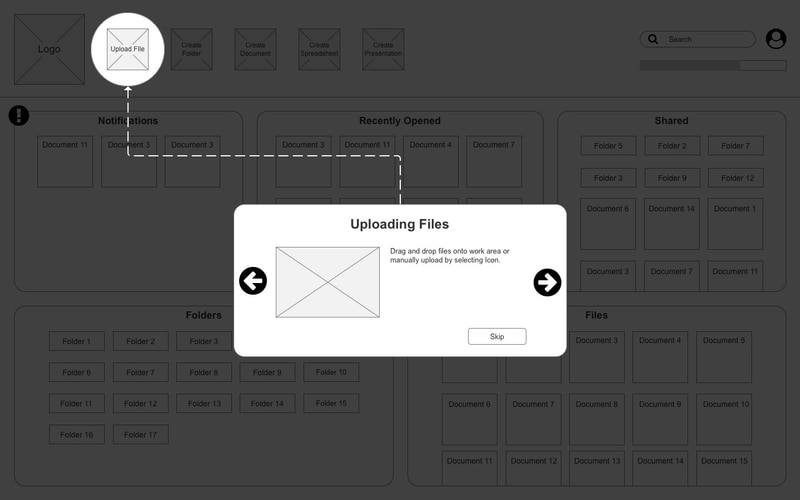 Logo
Upload File
Create
Folder
Create
Document
Create
Spreadsheet
Create
Presentation
Search
Notifications
Document 11
Document 3
Document 3
Recently Opened
Document 3
Document 11
Document 4
Document 7
Shared
Folder 5
Folder 2
Folder 7
Folder 3
Folder 9
Folder 12
Document 6
Document 14
Document 1
Document 3
Document 7
Document 11
Uploading Files
Drag and drop files onto work area or
manually upload by selecting Icon.
Skip
Folders
Folder 1
Folder 2
Folder 3
Folder 6
Folder 7
Folder 8
Folder 9
Folder 10
Folder 11
Folder 12
Folder 13
Folder 14
Folder 15
Folder 16
Folder 17
Files
Document 3
Document 4
Document 5
Document 6
Document 7
Document 8
Document 9
Document 10
Document 11
Document 12
Document 13
Document 14
Document 15